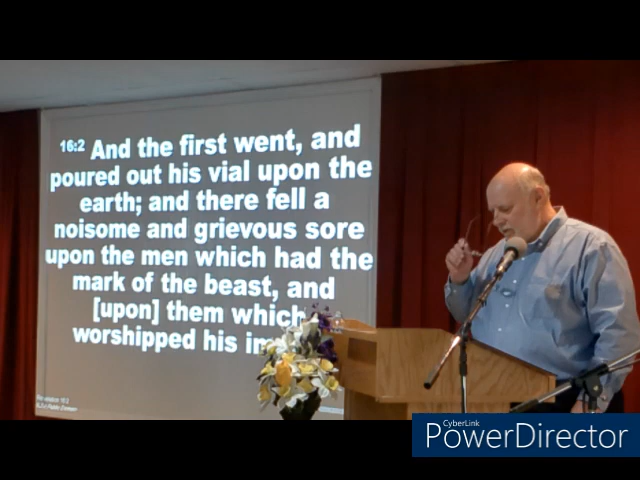 16:2 And the first went, and
poured out his vial upon the
earth; and there fell a
noisome and grievous sore
upon the men which had the
mark of the beast, and
[upon] them which
worshipped his
CyberLink
PowerDirector